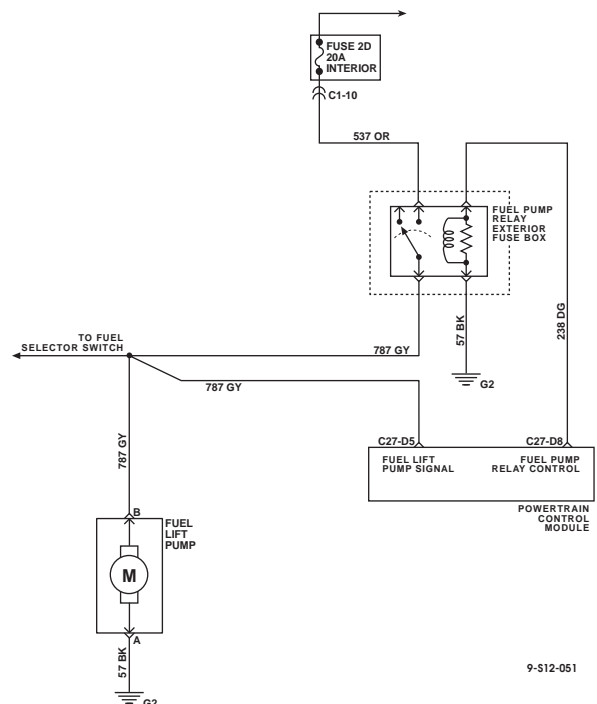 FUSE 2D
20A
INTERIOR
C1-10
537 OR
FUEL PUMP
RELAY
EXTERIOR
FUSE BOX
57 BK
238 DG
G2
TO FUEL
SELECTOR SWITCH
787 GY
787 GY
787 GY
C27-D5
C27-D8
FUEL LIFT
PUMP SIGNAL
FUEL PUMP
RELAY CONTROL
POWERTRAIN
CONTROL
MODULE
B
FUEL
LIFT
PUMP
M
A
57 BK
G2
9-S12-051